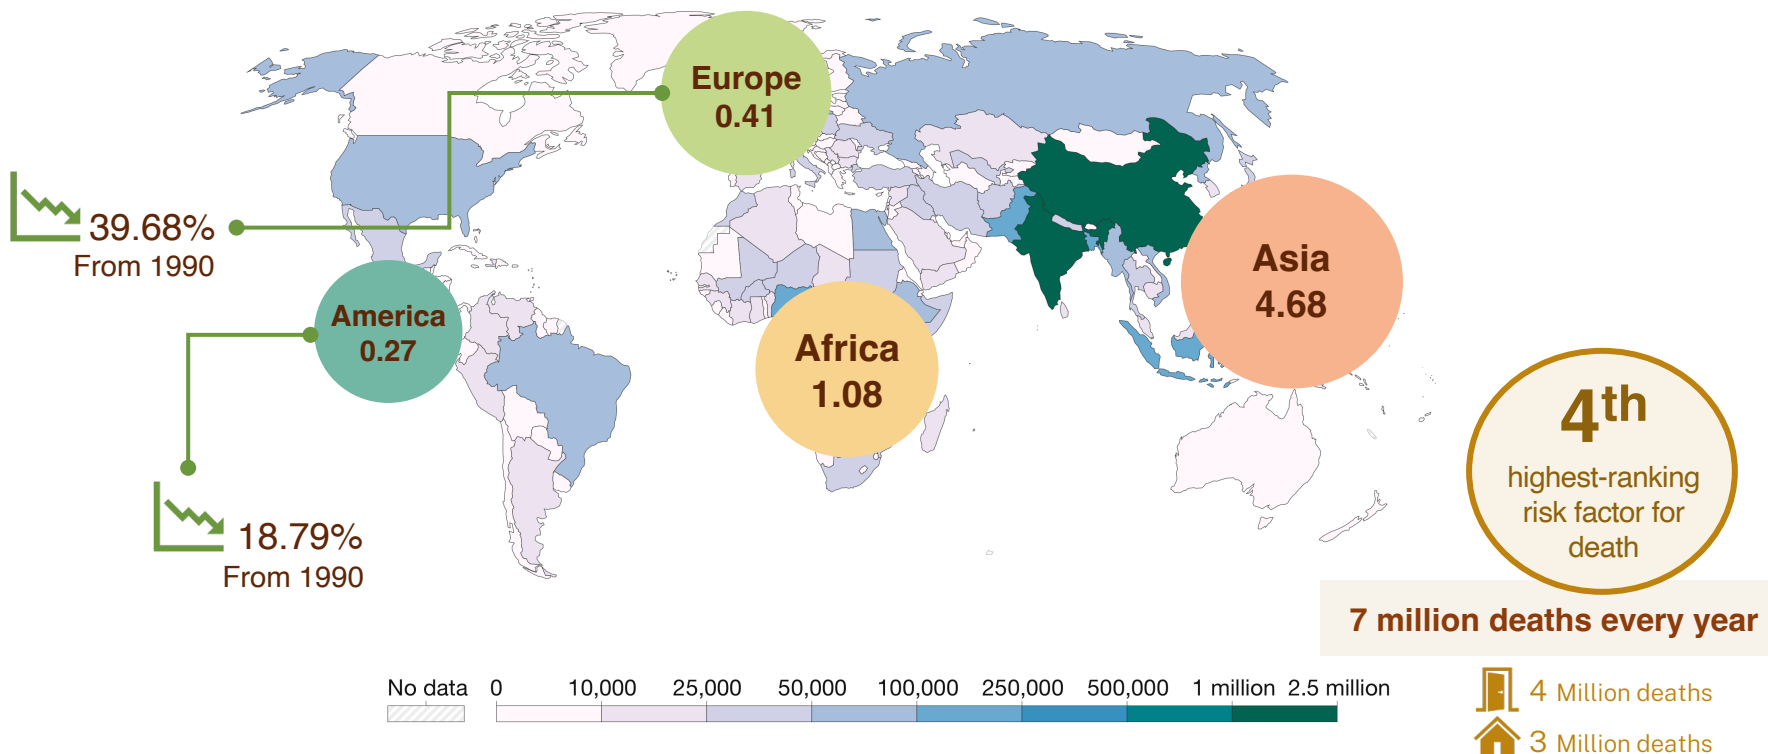 Europe
0.41
39.68%
From 1990
America
0.27
Asia
4.68
Africa
1.08
18.79%
From 1990
4th
highest-ranking
risk factor for
death
7 million deaths every year
No data 0 10,000 25,000 50,000 100,000 250,000 500,000 1 million 2.5 million
4 Million deaths
3 Million deaths